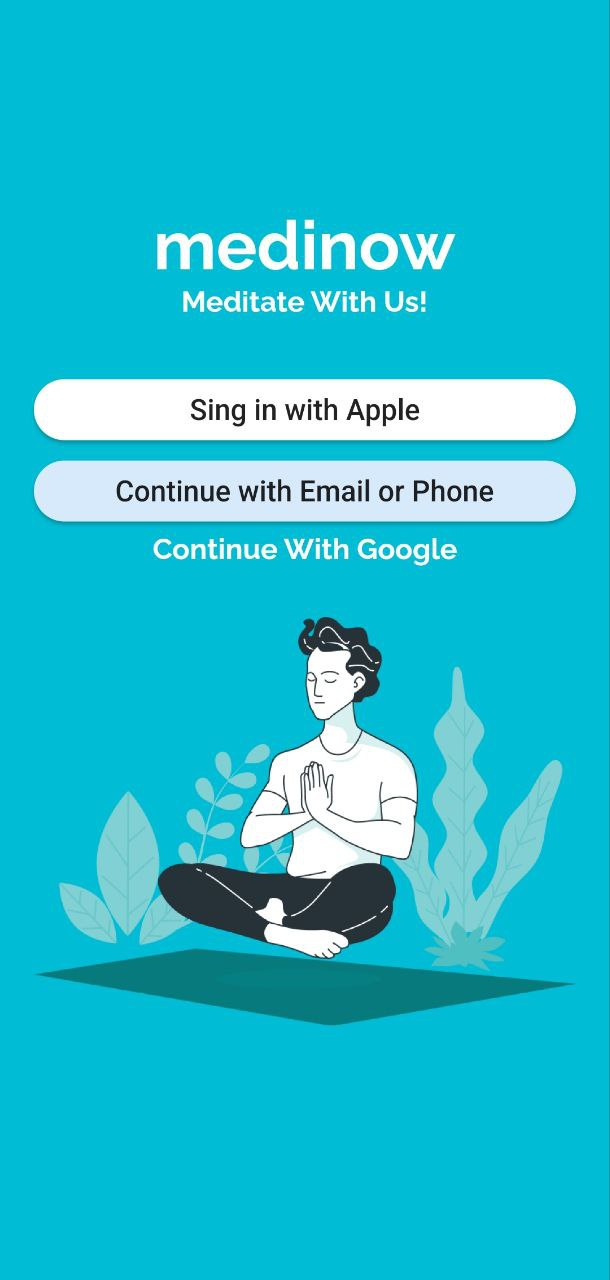 medinow
Meditate With Us!
Sing in with Apple
Continue with Email or Phone
Continue With Google